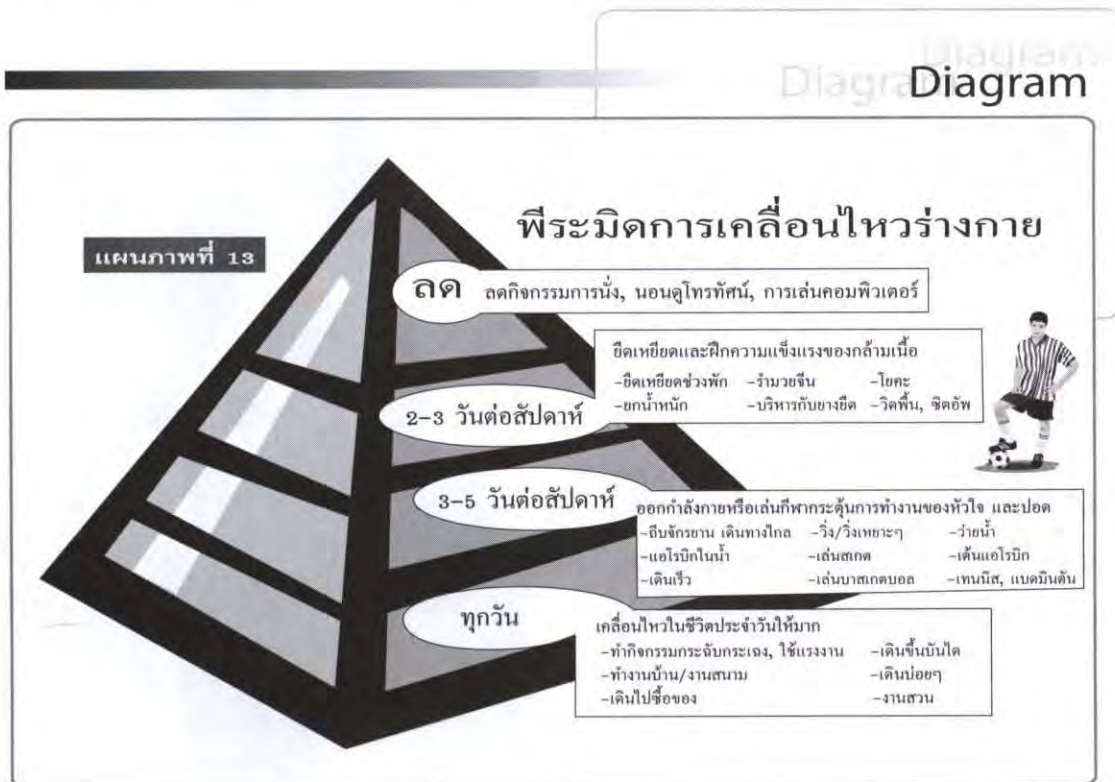 Diagram
แผนภาพที่ 13
พีระมิดการเคลื่อนไหวร่างกาย
ลด
ลดกิจกรรมการนั่ง, นอนดูโทรทัศน์, การเล่นคอมพิวเตอร์
2-3 วันต่อสัปดาห์
ยืดเหยียดและฝึกความแข็งแรงของกล้ามเนื้อ
-ยืดเหยียดช่วงพัก -รำมวยจีน -โยคะ
-ยกน้ำหนัก -บริหารกับยางยืด -วิดพื้น, ซิตอัพ
3-5 วันต่อสัปดาห์
ออกกำลังกายหรือเล่นกีฬากระตุ้นการทำงานของหัวใจ และปอด
-ถีบจักรยาน เดินทางไกล -วิ่ง/วิ่งเหยาะๆ -ว่ายน้ำ
-แอโรบิกในน้ำ -เล่นสเกต -เต้นแอโรบิก
-เดินเร็ว -เล่นบาสเกตบอล -เทนนิส, แบดมินตัน
ทุกวัน
เคลื่อนไหวในชีวิตประจำวันให้มาก
-ทำกิจกรรมกระฉับกระเฉง, ใช้แรงงาน -เดินขึ้นบันได
-ทำงานบ้าน/งานสนาม -เดินบ่อยๆ
-เดินไปซื้อของ -งานสวน